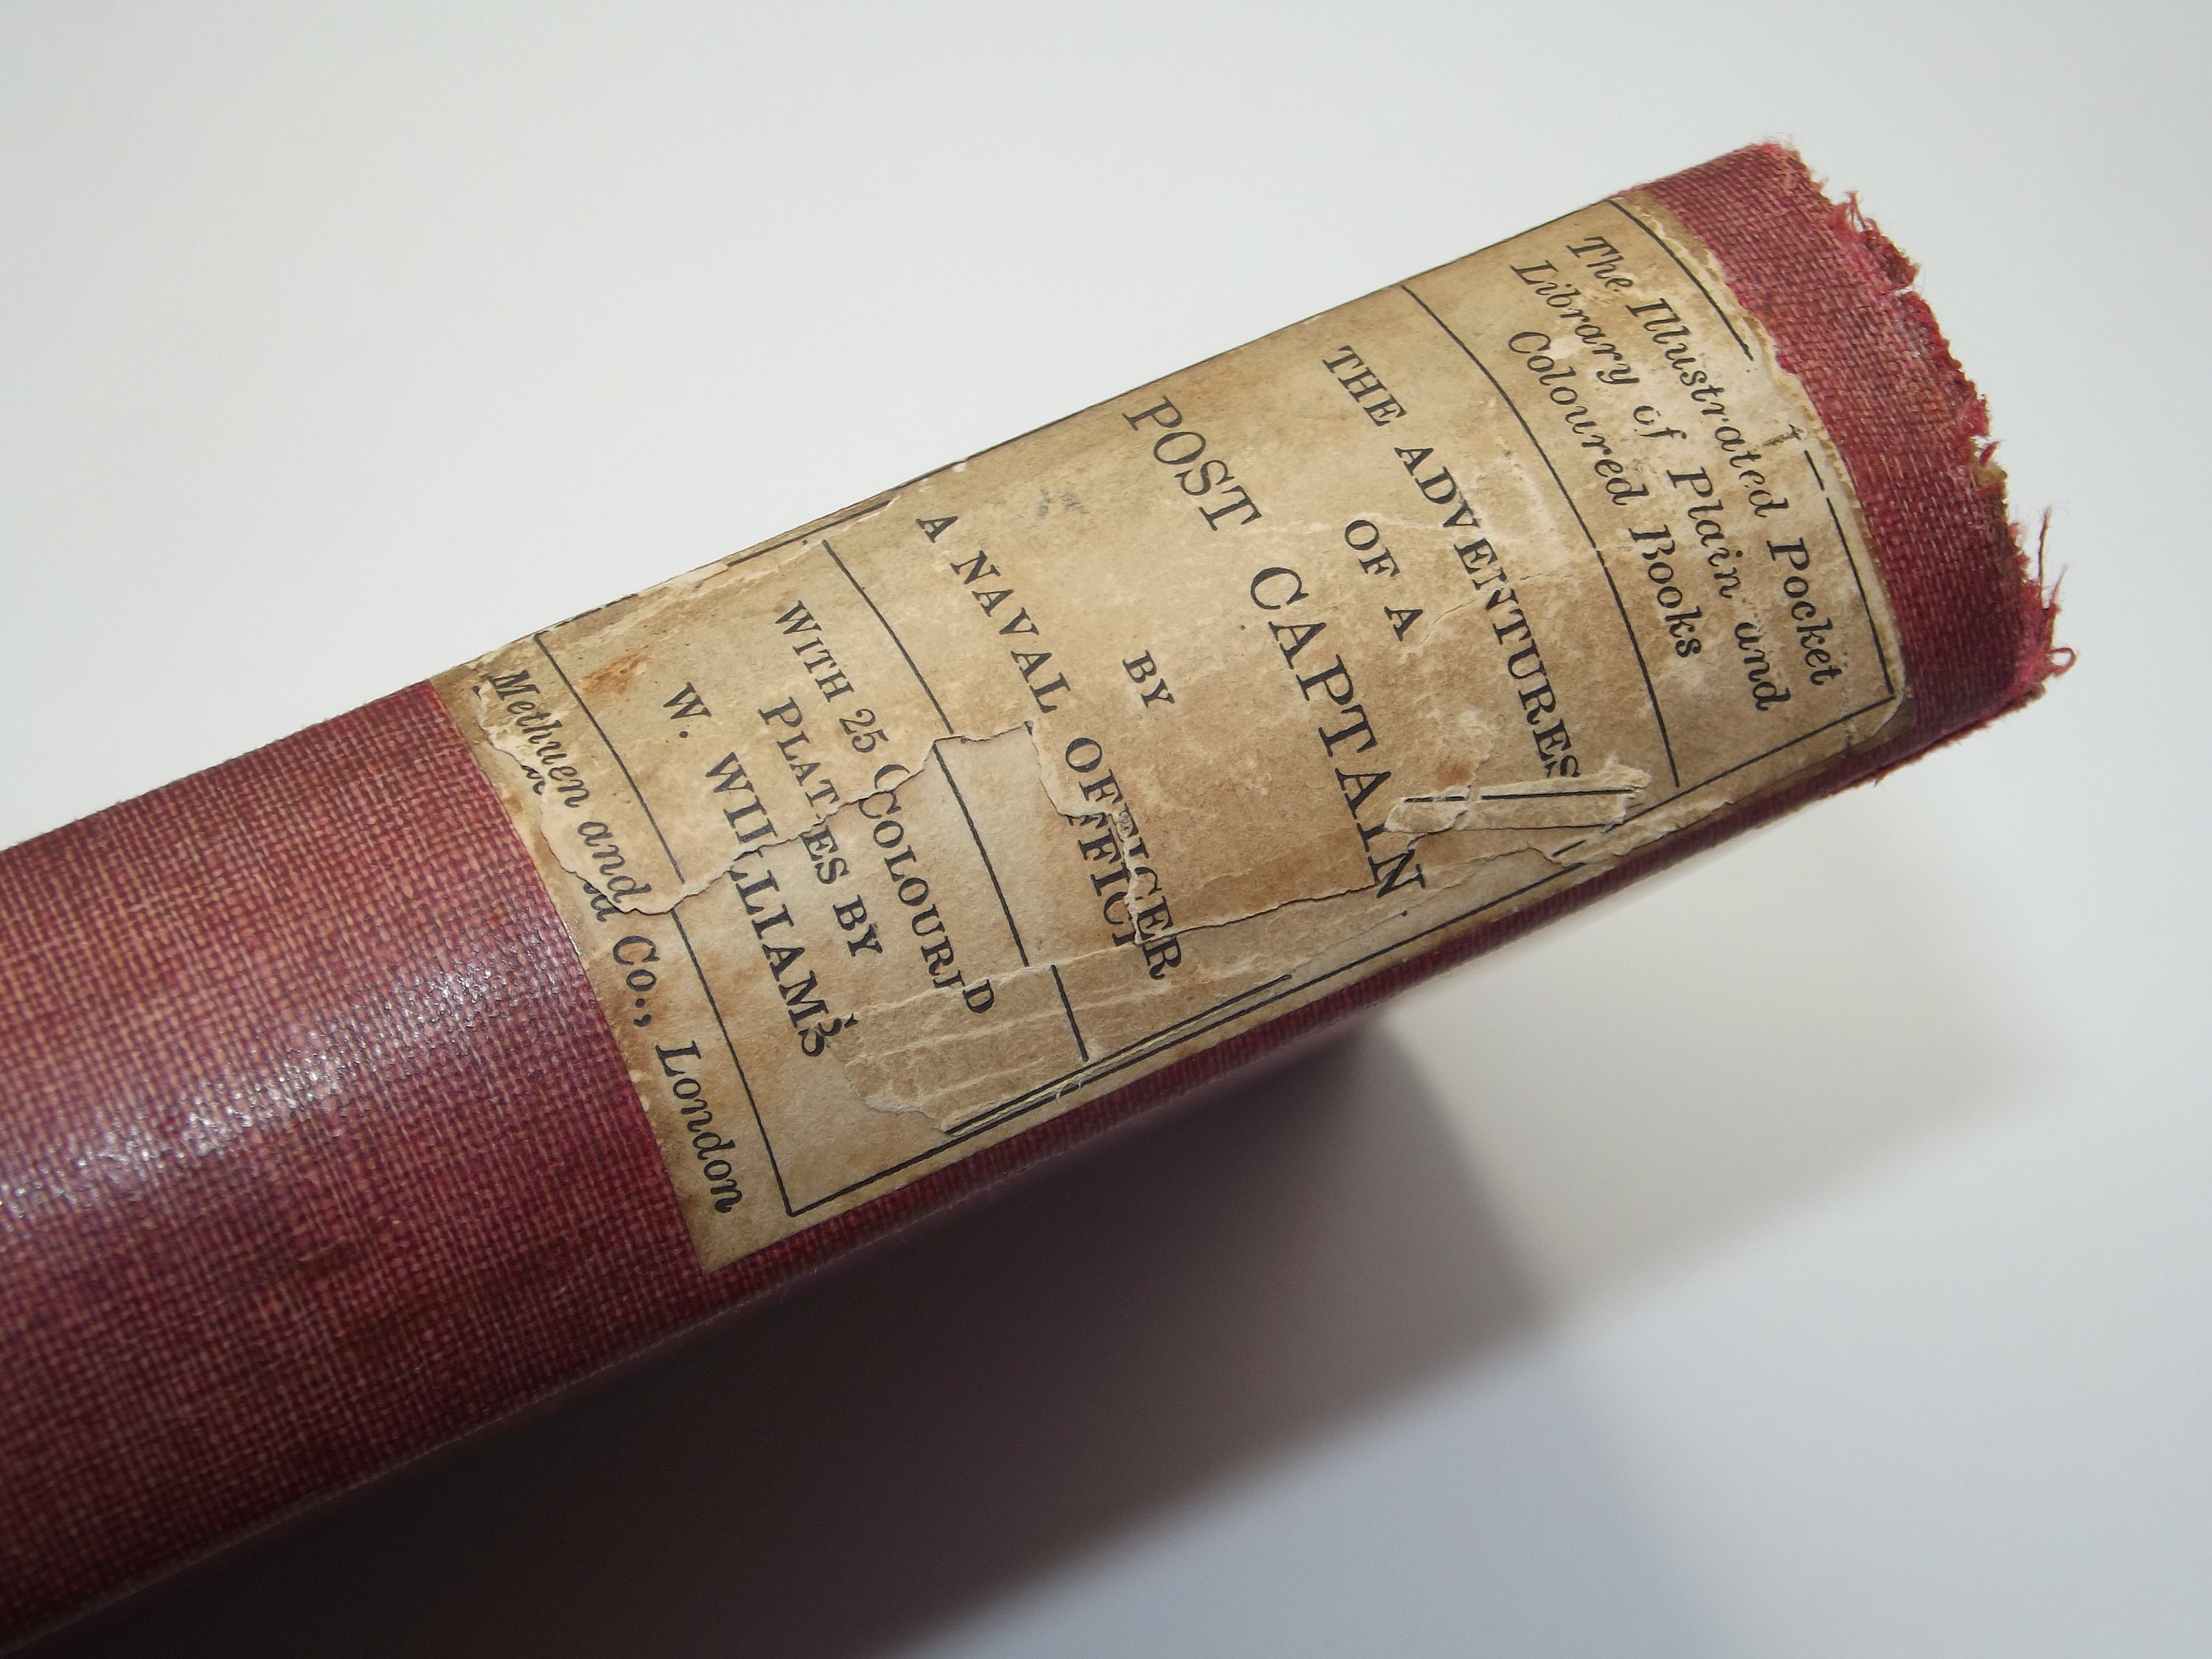 The Illustrated Pocket
Library of Plain and
Coloured Books
THE ADVENTURES
OF A
POST CAPTAIN.
BY
A NAVAL OFFICER
WITH 25 COLOURED
PLATES BY
W. WILLIAMS
Methuen and Co., London